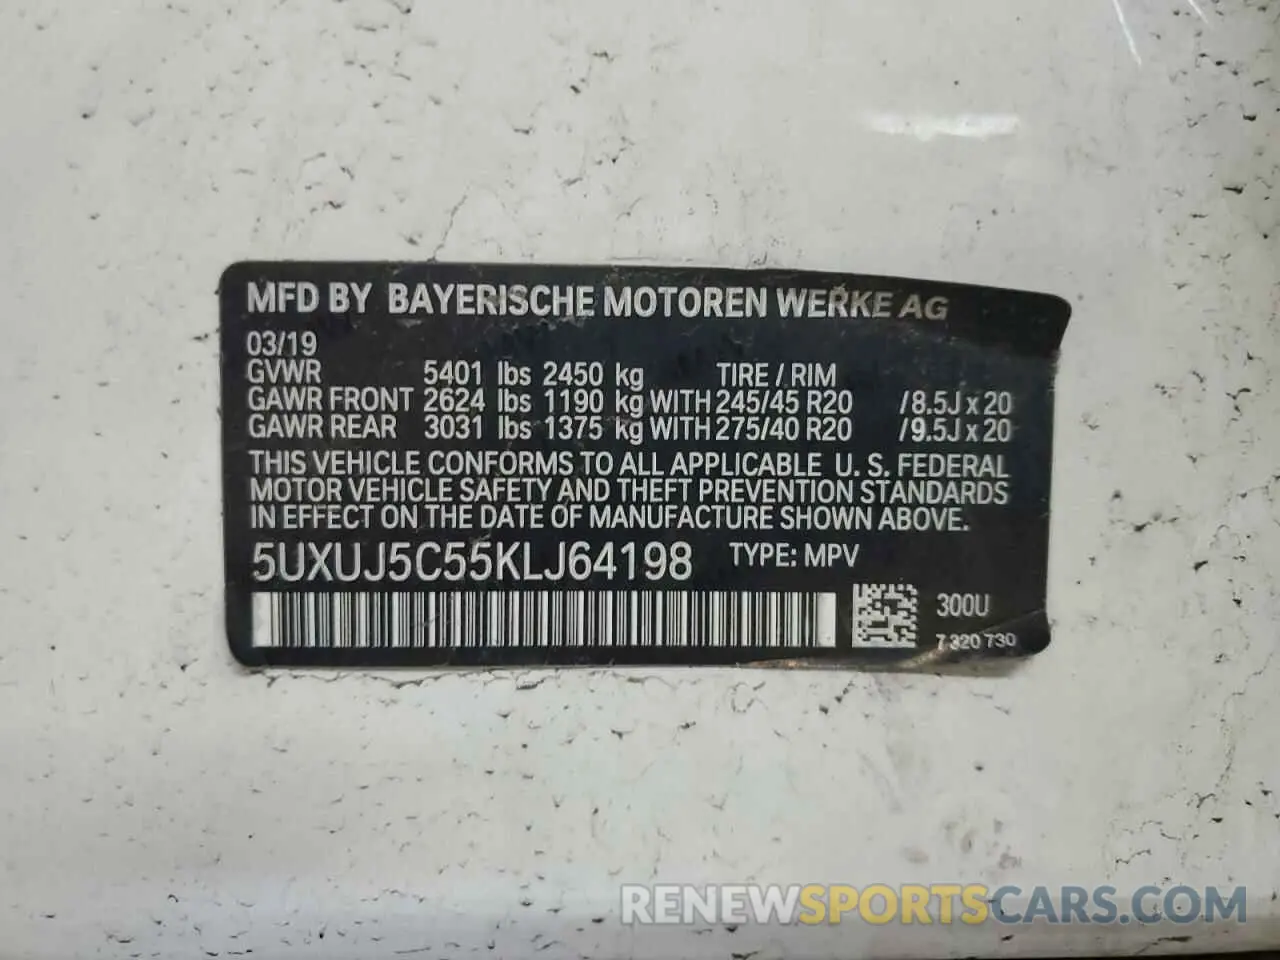 MFD BY BAYERISCHE MOTOREN WERKE AG
03/19
GVWR 5401 lbs 2450 kg TIRE / RIM
GAWR FRONT 2624 lbs 1190 kg WITH 245/45 R20 /8.5J x 20
GAWR REAR 3031 lbs 1375 kg WITH 275/40 R20 /9.5J x 20
THIS VEHICLE CONFORMS TO ALL APPLICABLE U. S. FEDERAL
MOTOR VEHICLE SAFETY AND THEFT PREVENTION STANDARDS
IN EFFECT ON THE DATE OF MANUFACTURE SHOWN ABOVE.
5UXUJ5C55KLJ64198 TYPE: MPV
300U
7 320 730
RENEWSPORTSCARS.COM